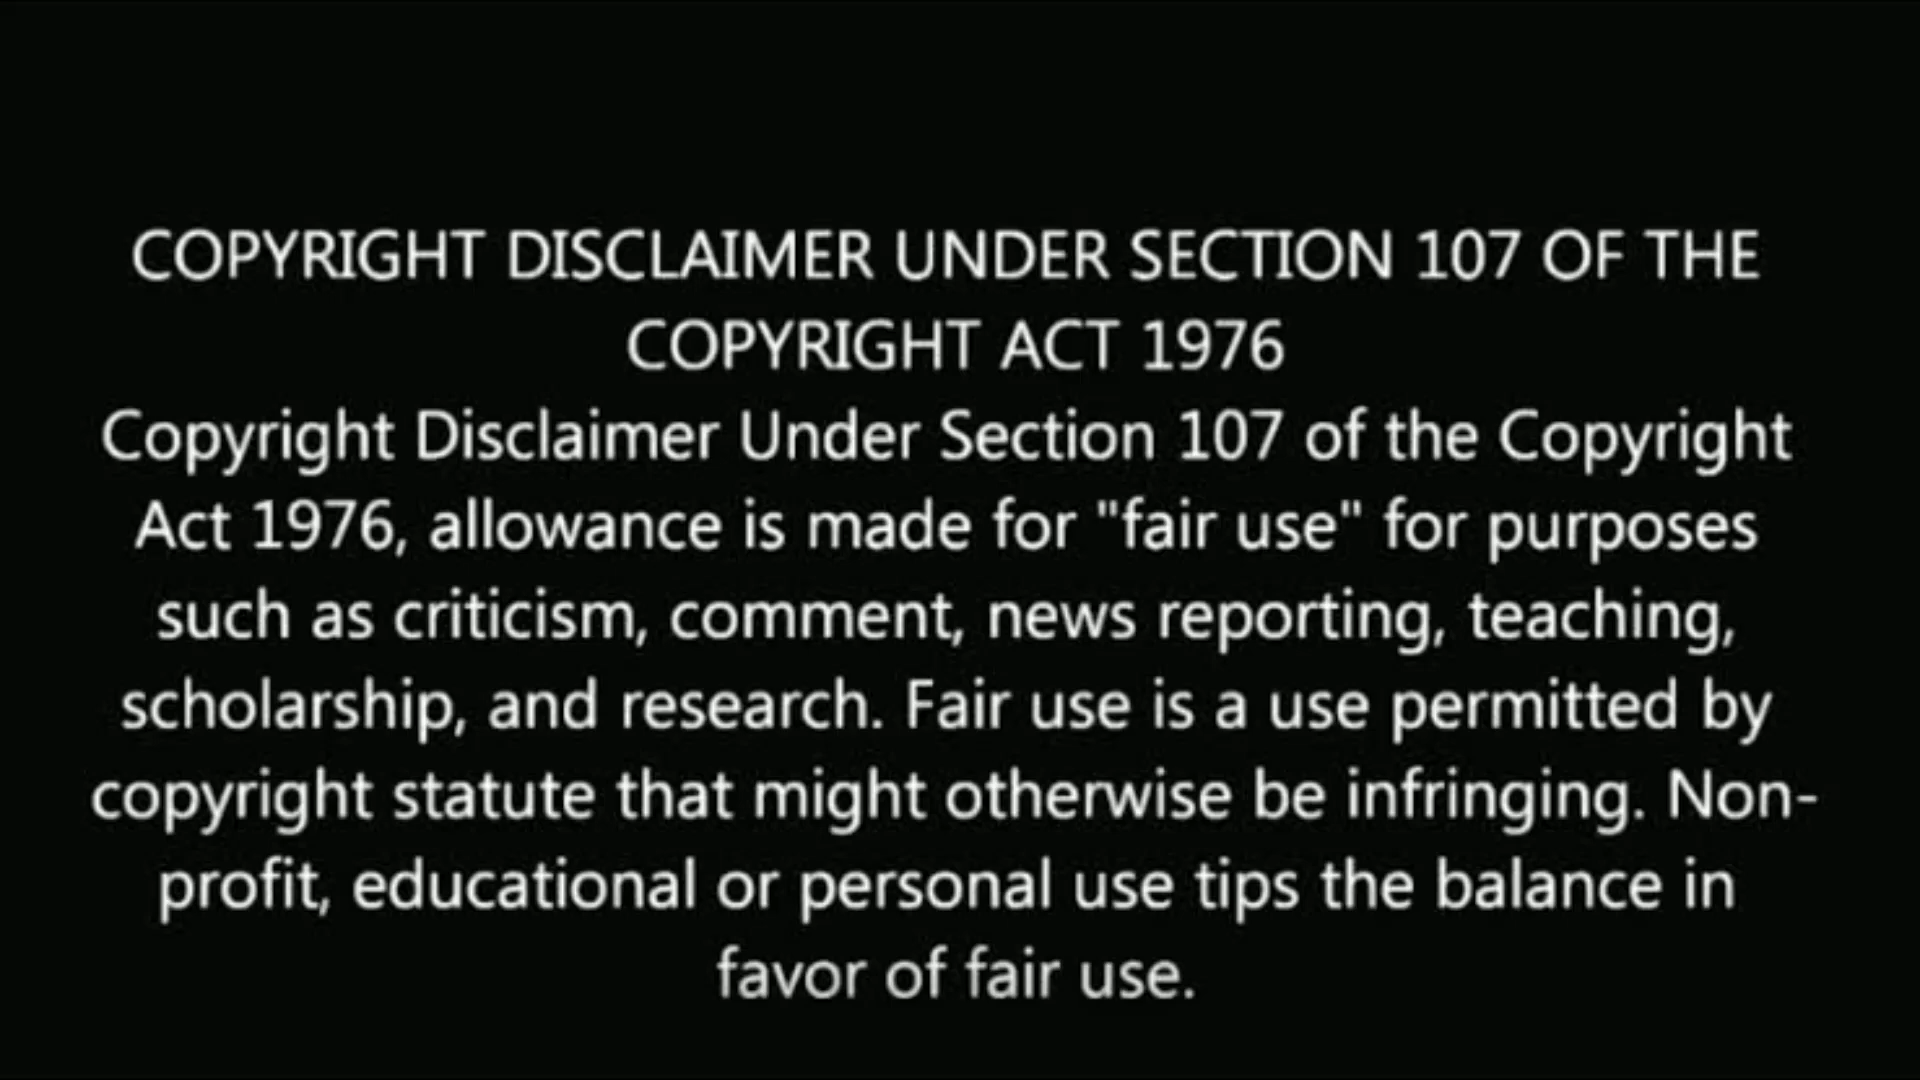 COPYRIGHT DISCLAIMER UNDER SECTION 107 OF THE
COPYRIGHT ACT 1976
Copyright Disclaimer Under Section 107 of the Copyright
Act 1976, allowance is made for "fair use" for purposes
such as criticism, comment, news reporting, teaching,
scholarship, and research. Fair use is a use permitted by
copyright statute that might otherwise be infringing. Non-
profit, educational or personal use tips the balance in
favor of fair use.